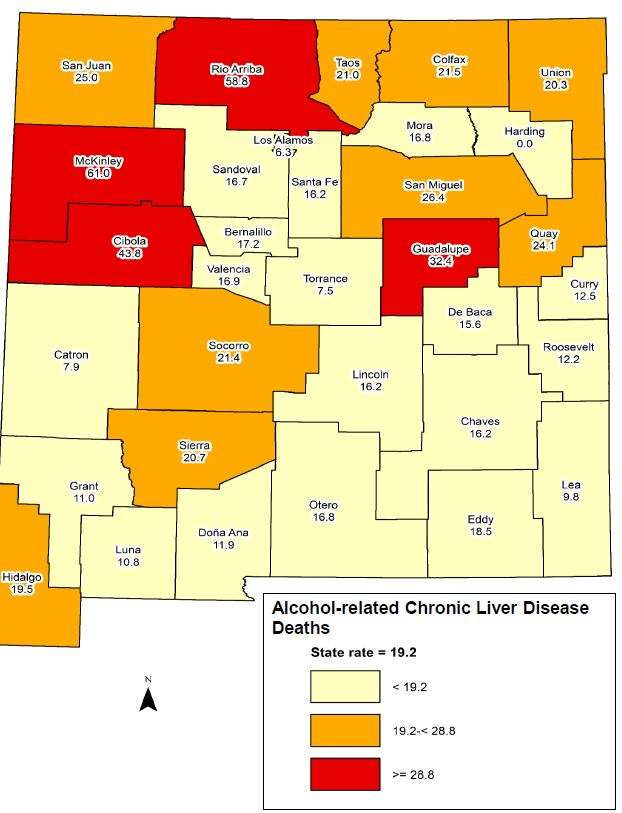 San Juan
25.0
Rio Arriba
58.8
Taos
21.0
Colfax
21.5
Union
20.3
Mora
16.8
Harding
0.0
Los Alamos
6.37
McKinley
61.0
Sandoval
16.7
Santa Fe
16.2
San Miguel
26.4
Bernalillo
17.2
Cibola
43.8
Guadalupe
32.4
Quay
24.1
Valencia
16.9
Torrance
7.5
Curry
12.5
De Baca
15.6
Catron
7.9
Socorro
21.4
Roosevelt
12.2
Lincoln
16.2
Chaves
16.2
Sierra
20.7
Grant
11.0
Otero
16.8
Lea
9.8
Eddy
18.5
Doña Ana
11.9
Luna
10.8
Hidalgo
19.5
N
Alcohol-related Chronic Liver Disease
Deaths
State rate = 19.2
< 19.2
19.2-< 28.8
>= 28.8